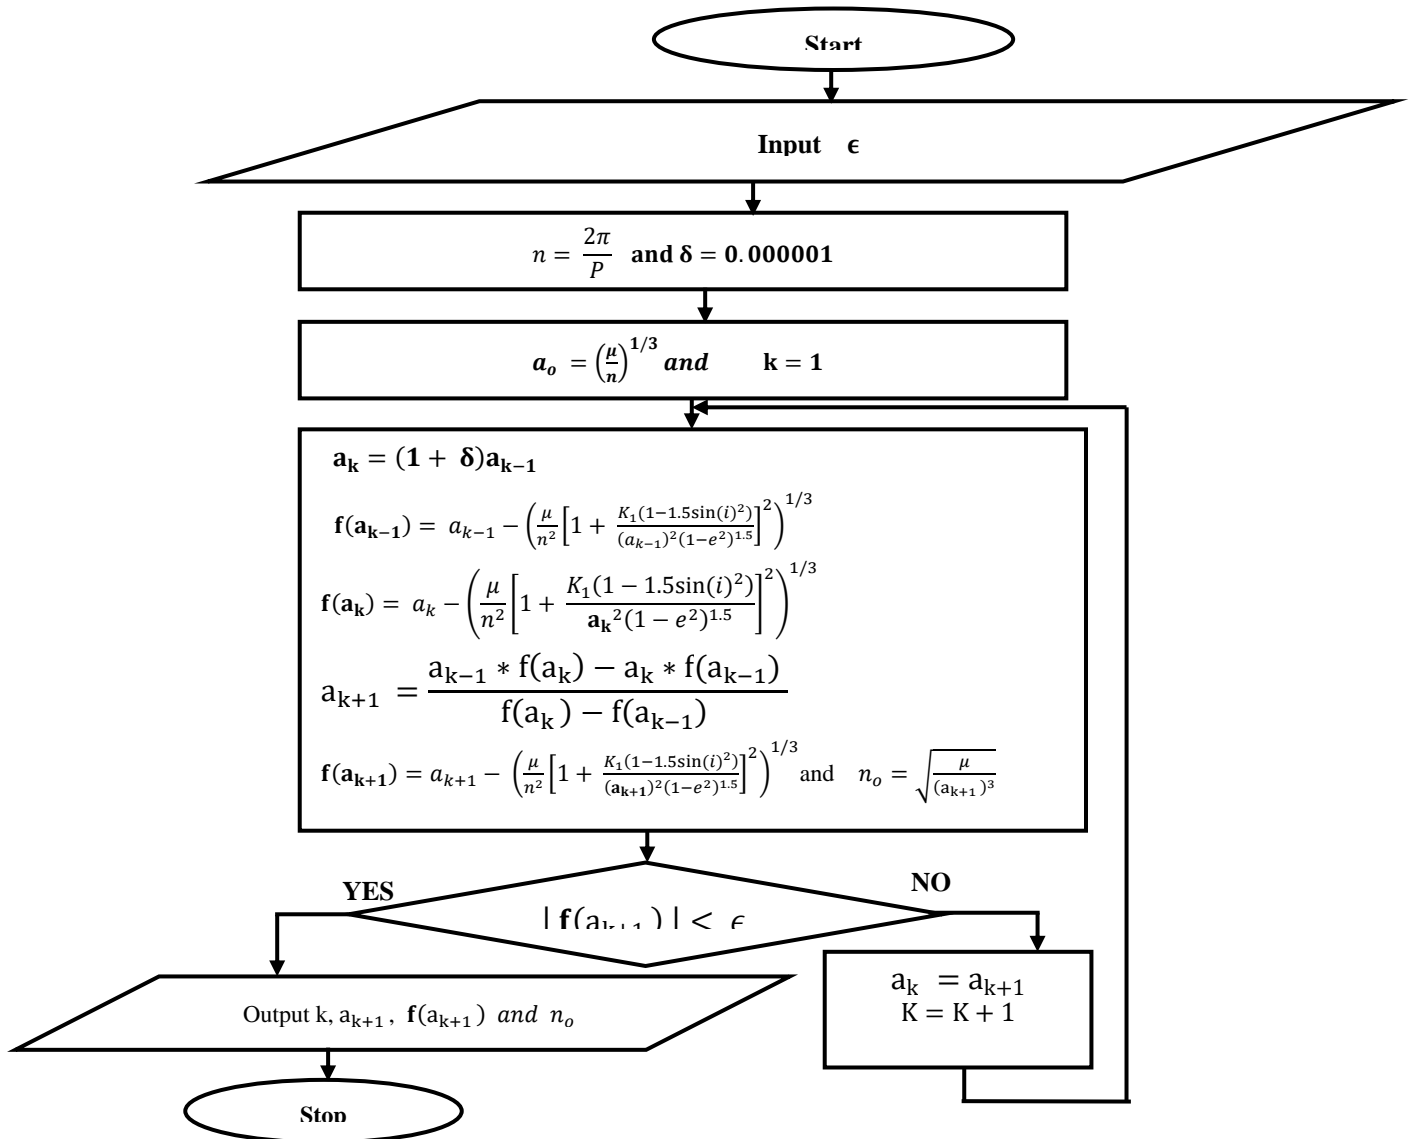 Start
Input ϵ
n = 2π/P and δ = 0.000001
a_o = (μ/n)^{1/3} and k = 1
a_k = (1 + δ)a_{k−1}
f(a_{k−1}) = a_{k−1} − (μ/n² [1 + K₁(1−1.5sin(i)²)/((a_{k−1})²(1−e²)^{1.5})]²)^{1/3}
f(a_k) = a_k − (μ/n² [1 + K₁(1 − 1.5sin(i)²)/(a_k²(1 − e²)^{1.5})]²)^{1/3}
a_{k+1} = (a_{k−1} * f(a_k) − a_k * f(a_{k−1}))/(f(a_k) − f(a_{k−1}))
f(a_{k+1}) = a_{k+1} − (μ/n² [1 + K₁(1−1.5sin(i)²)/((a_{k+1})²(1−e²)^{1.5})]²)^{1/3} and n_o = √(μ/(a_{k+1})³)
YES
NO
| f(a_{k+1}) | < ϵ
a_k = a_{k+1}
K = K + 1
Output k, a_{k+1}, f(a_{k+1}) and n_o
Stop